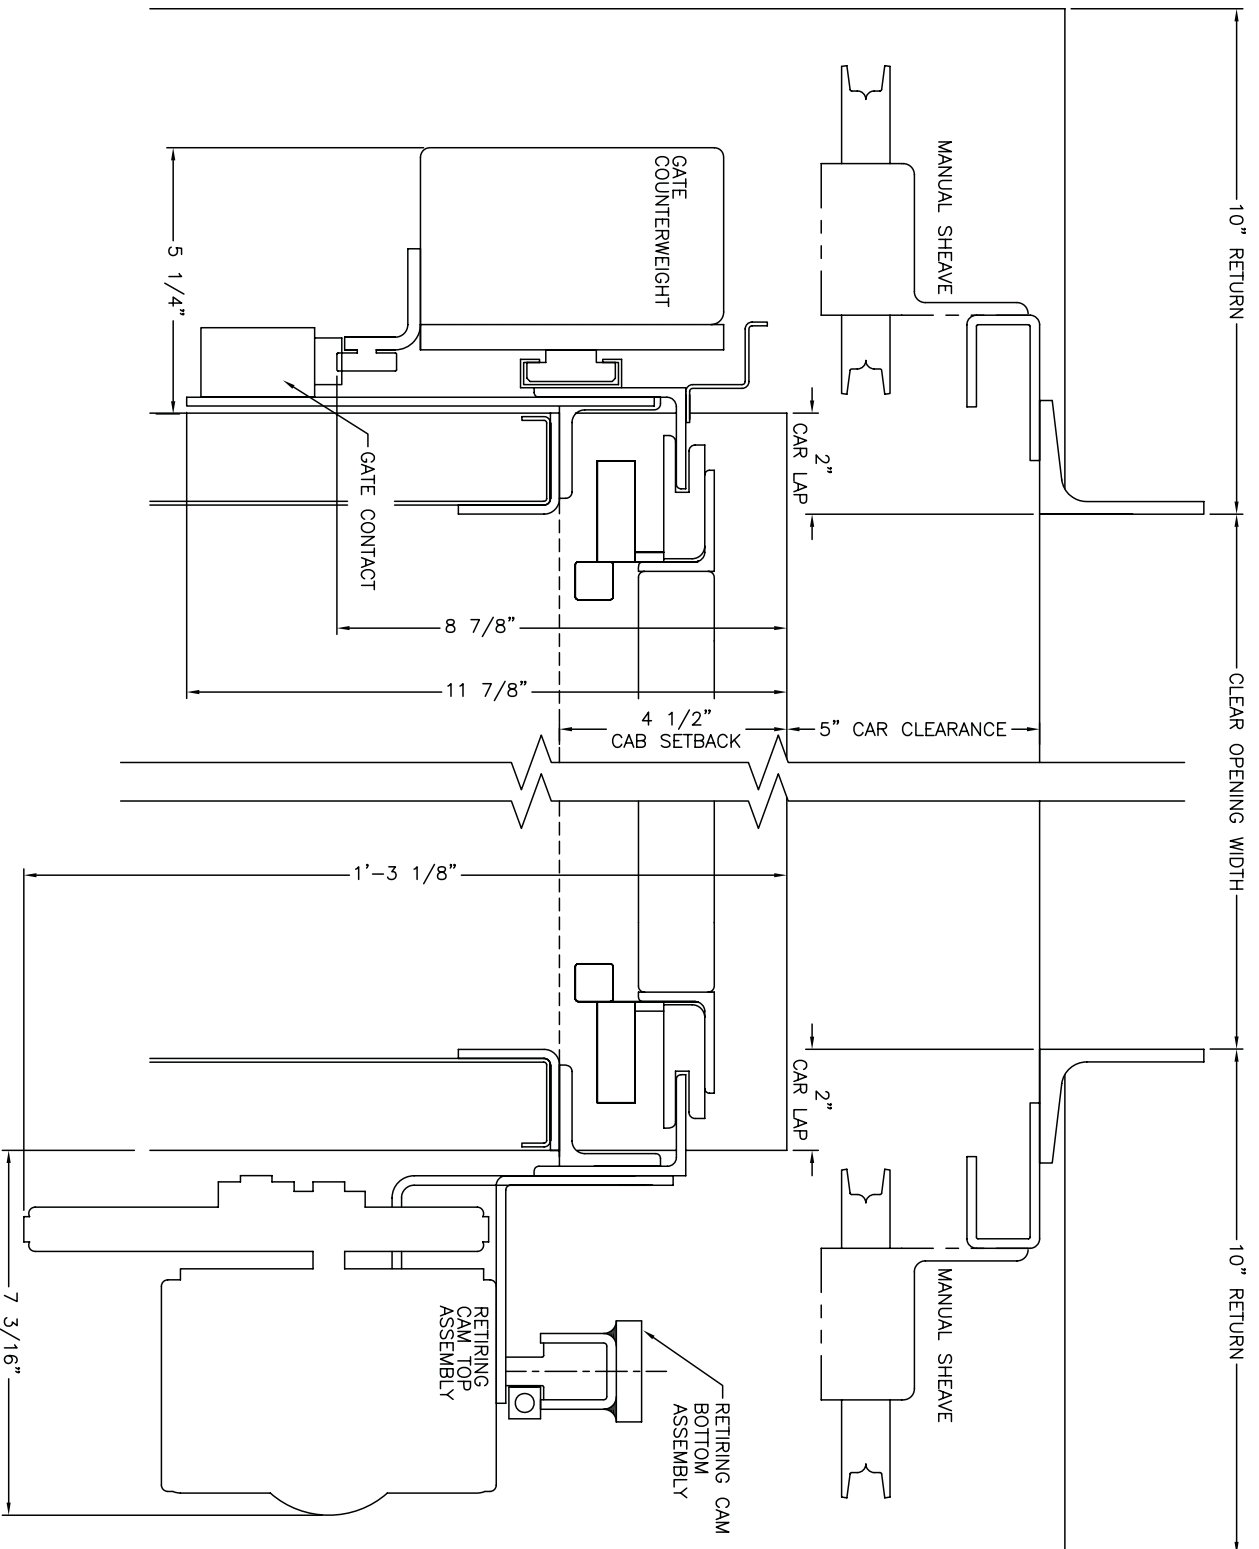 10" RETURN
CLEAR OPENING WIDTH
10" RETURN
MANUAL SHEAVE
MANUAL SHEAVE
5" CAR CLEARANCE
2"
CAR LAP
2"
CAR LAP
GATE
COUNTERWEIGHT
4 1/2"
CAB SETBACK
11 7/8"
8 7/8"
1'-3 1/8"
GATE CONTACT
5 1/4"
RETIRING CAM
BOTTOM
ASSEMBLY
RETIRING
CAM TOP
ASSEMBLY
7 3/16"